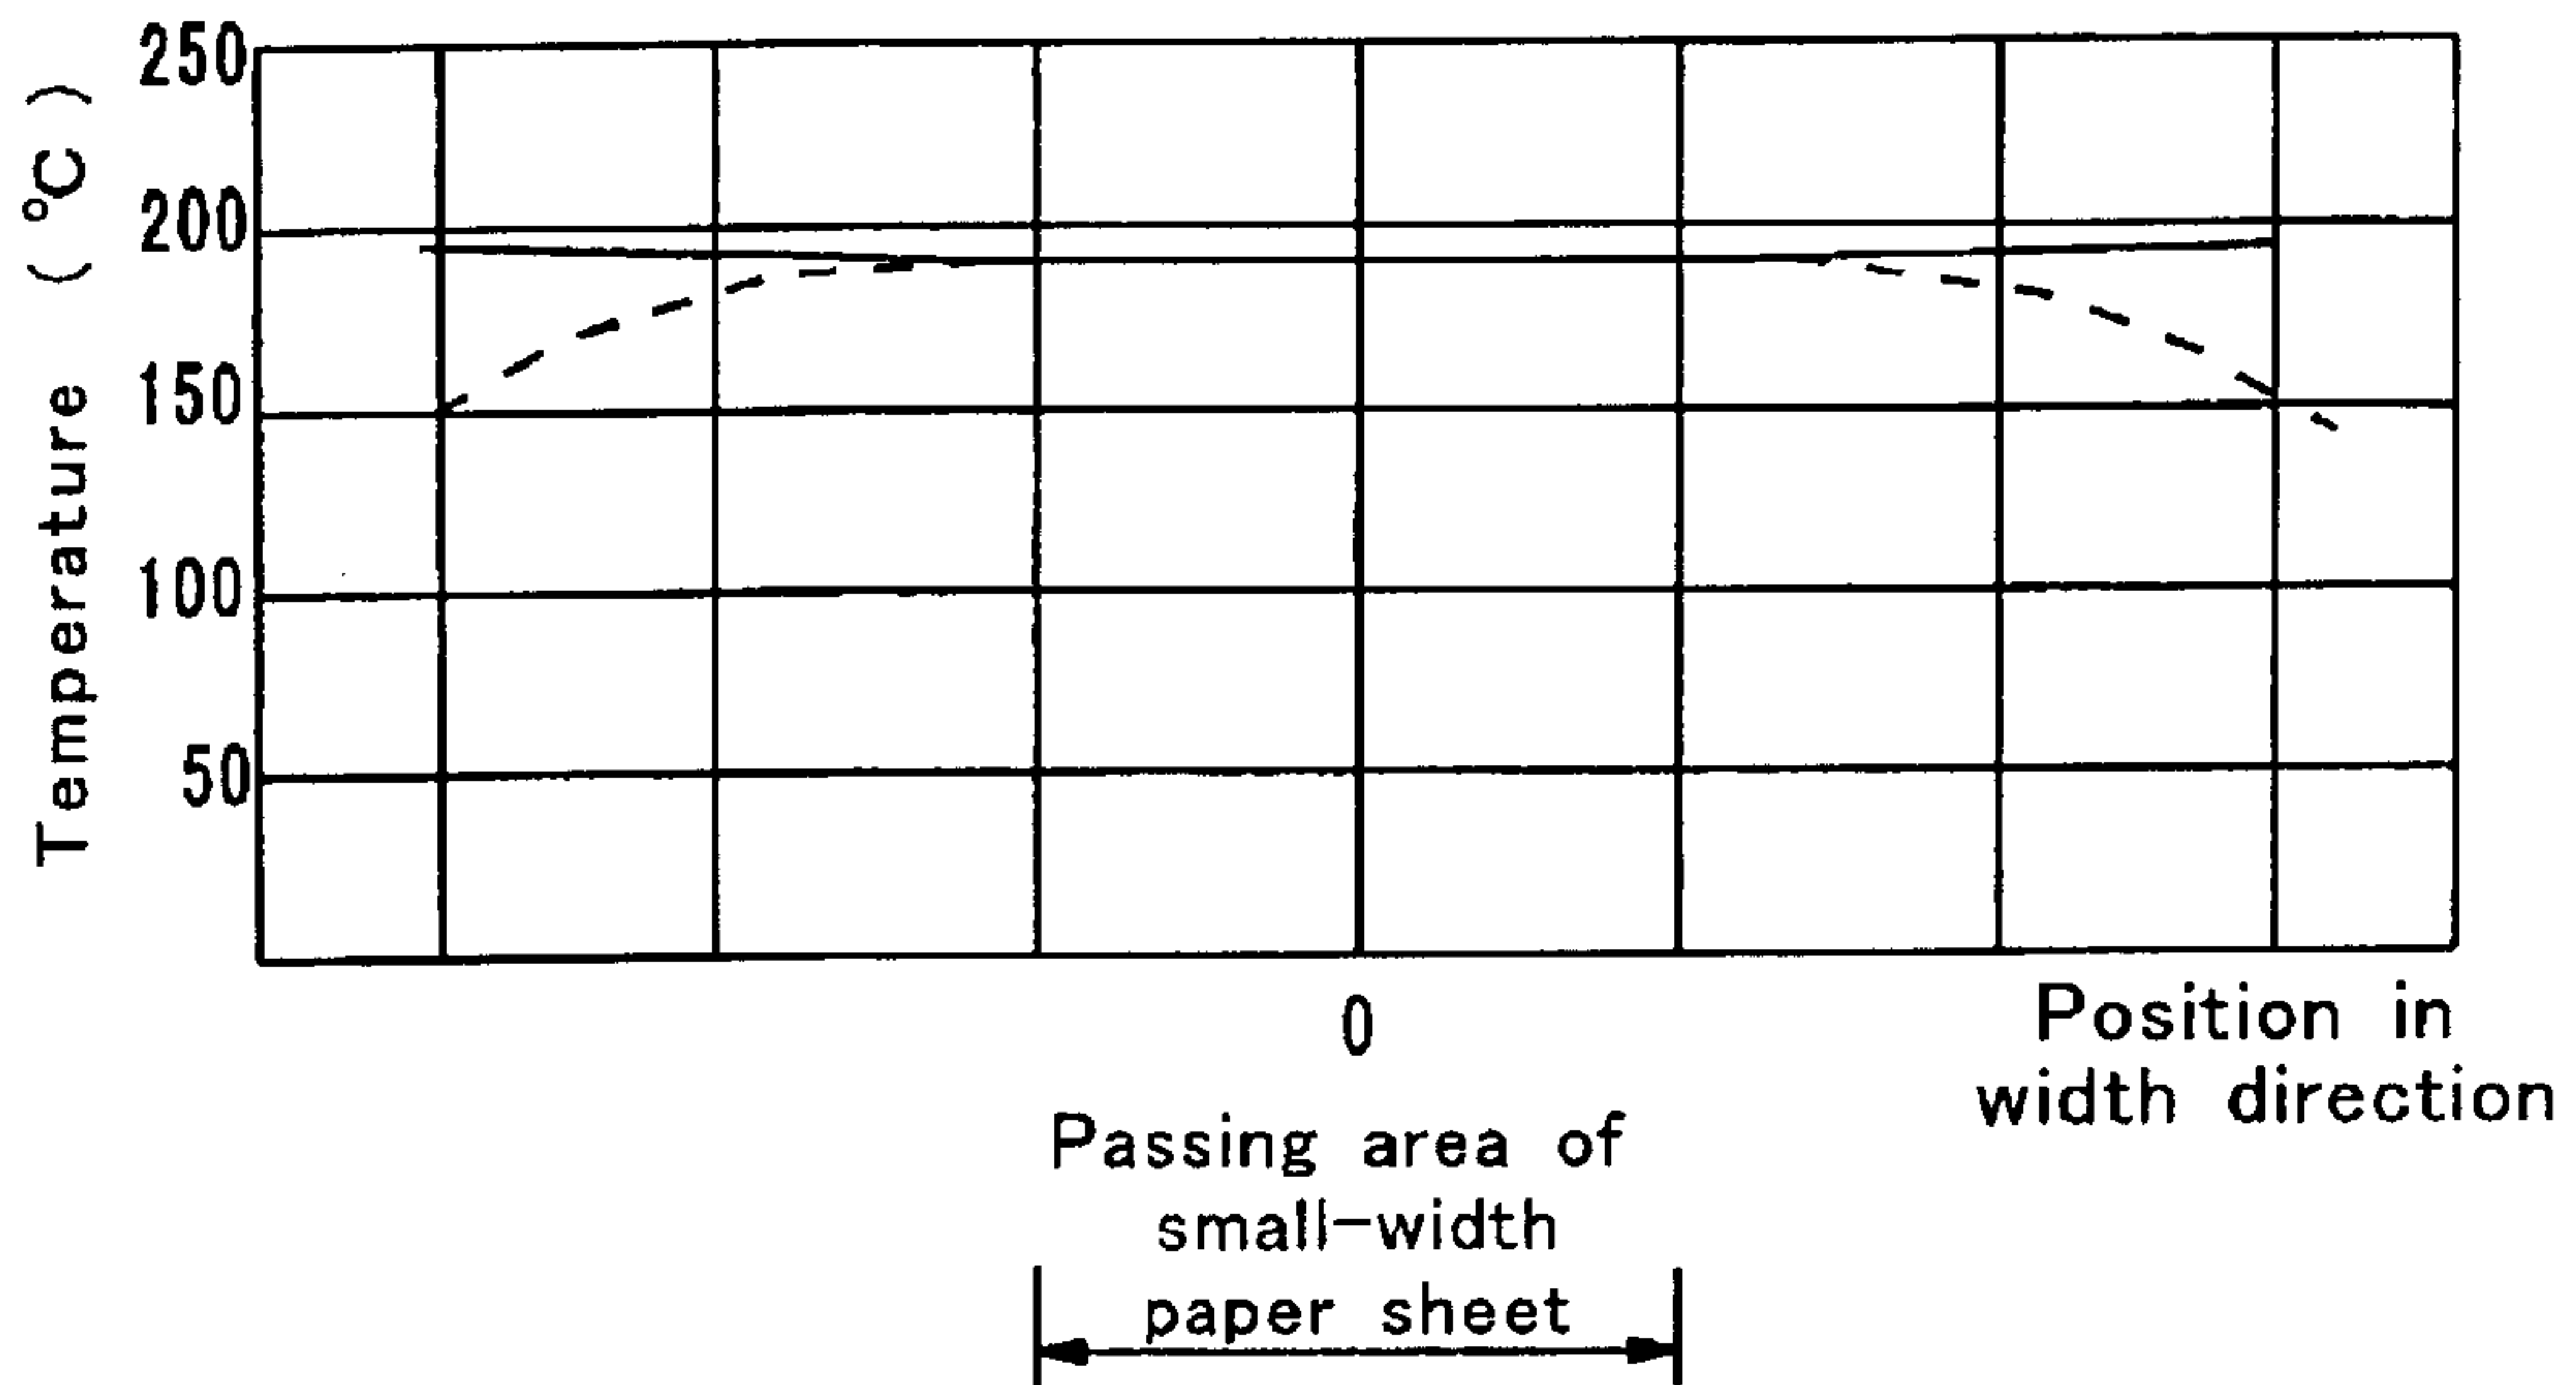 Temperature (°C)
250
200
150
100
50
0
Position in
width direction
Passing area of
small-width
paper sheet